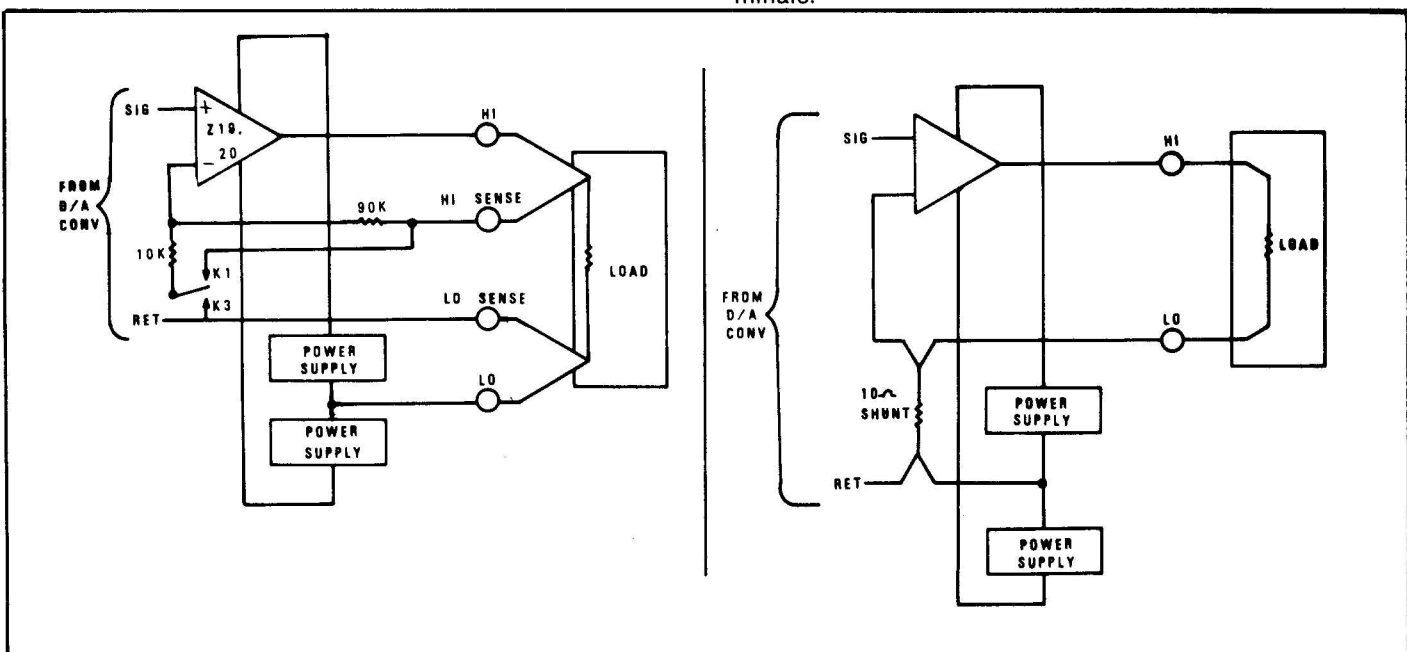 minals.
SIG
+
Z19,
20
−
FROM
D/A
CONV
90K
10K
K1
K3
RET
HI
HI SENSE
LO SENSE
LO
LOAD
POWER
SUPPLY
POWER
SUPPLY
FROM
D/A
CONV
SIG
HI
LOAD
LO
10Ω
SHUNT
RET
POWER
SUPPLY
POWER
SUPPLY